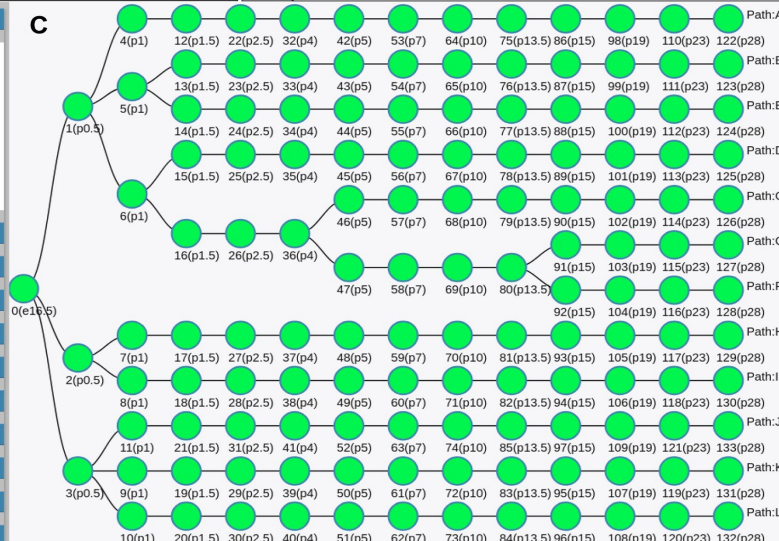 C
4(p1) 12(p1.5) 22(p2.5) 32(p4) 42(p5) 53(p7) 64(p10) 75(p13.5) 86(p15) 98(p19) 110(p23) 122(p28) Path:A
5(p1) 13(p1.5) 23(p2.5) 33(p4) 43(p5) 54(p7) 65(p10) 76(p13.5) 87(p15) 99(p19) 111(p23) 123(p28) Path:
1(p0.5) 14(p1.5) 24(p2.5) 34(p4) 44(p5) 55(p7) 66(p10) 77(p13.5) 88(p15) 100(p19) 112(p23) 124(p28) Path:
15(p1.5) 25(p2.5) 35(p4) 45(p5) 56(p7) 67(p10) 78(p13.5) 89(p15) 101(p19) 113(p23) 125(p28) Path:D
6(p1) 46(p5) 57(p7) 68(p10) 79(p13.5) 90(p15) 102(p19) 114(p23) 126(p28) Path:
16(p1.5) 26(p2.5) 36(p4) 91(p15) 103(p19) 115(p23) 127(p28) Path:
47(p5) 58(p7) 69(p10) 80(p13.5) 92(p15) 104(p19) 116(p23) 128(p28) Path:
0(e16.5)
7(p1) 17(p1.5) 27(p2.5) 37(p4) 48(p5) 59(p7) 70(p10) 81(p13.5) 93(p15) 105(p19) 117(p23) 129(p28) Path:H
2(p0.5)
8(p1) 18(p1.5) 28(p2.5) 38(p4) 49(p5) 60(p7) 71(p10) 82(p13.5) 94(p15) 106(p19) 118(p23) 130(p28) Path:I
11(p1) 21(p1.5) 31(p2.5) 41(p4) 52(p5) 63(p7) 74(p10) 85(p13.5) 97(p15) 109(p19) 121(p23) 133(p28) Path:J
3(p0.5) 9(p1) 19(p1.5) 29(p2.5) 39(p4) 50(p5) 61(p7) 72(p10) 83(p13.5) 95(p15) 107(p19) 119(p23) 131(p28) Path:K
10(p1) 20(p1.5) 30(p2.5) 40(p4) 51(p5) 62(p7) 73(p10) 84(p13.5) 96(p15) 108(p19) 120(p23) 132(p28) Path:L